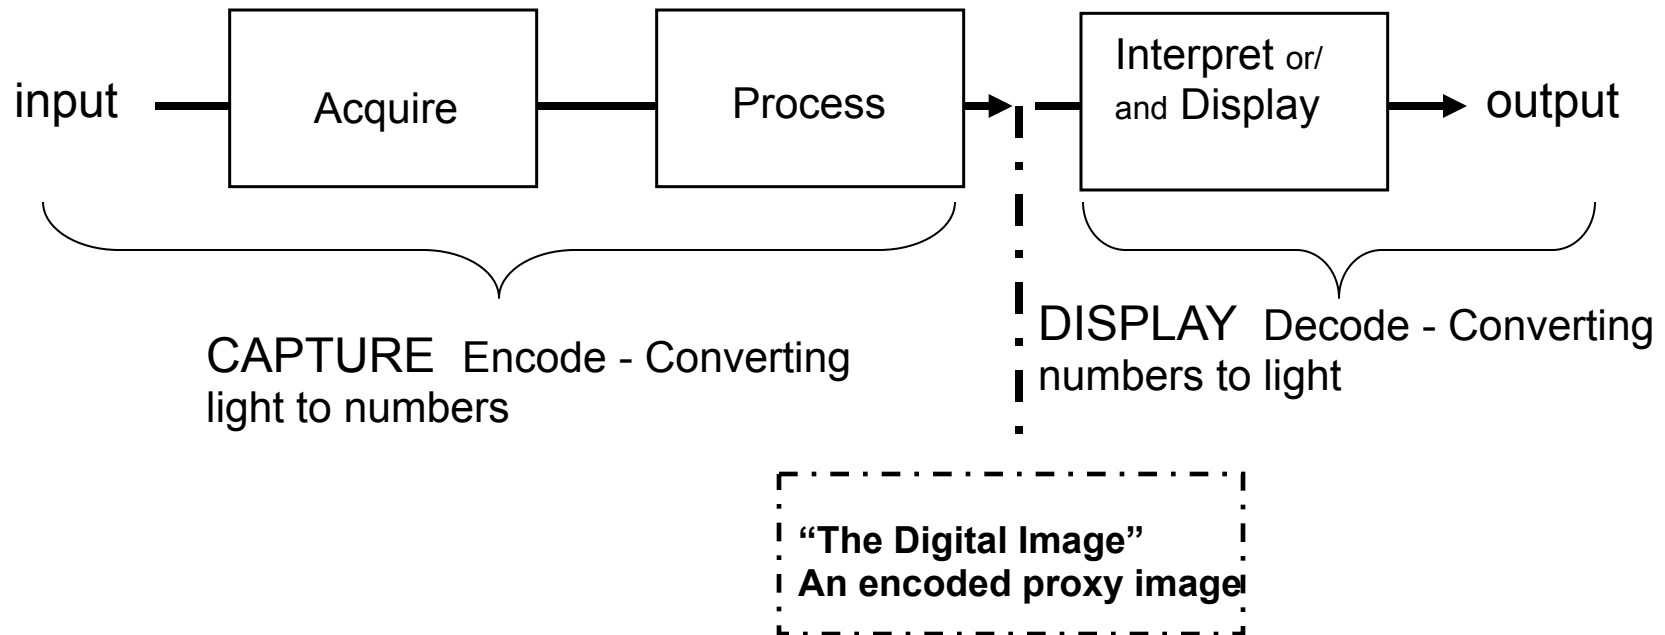 input
Acquire
Process
Interpret or/
and Display
output
CAPTURE Encode - Converting
light to numbers
DISPLAY Decode - Converting
numbers to light
“The Digital Image”
An encoded proxy image